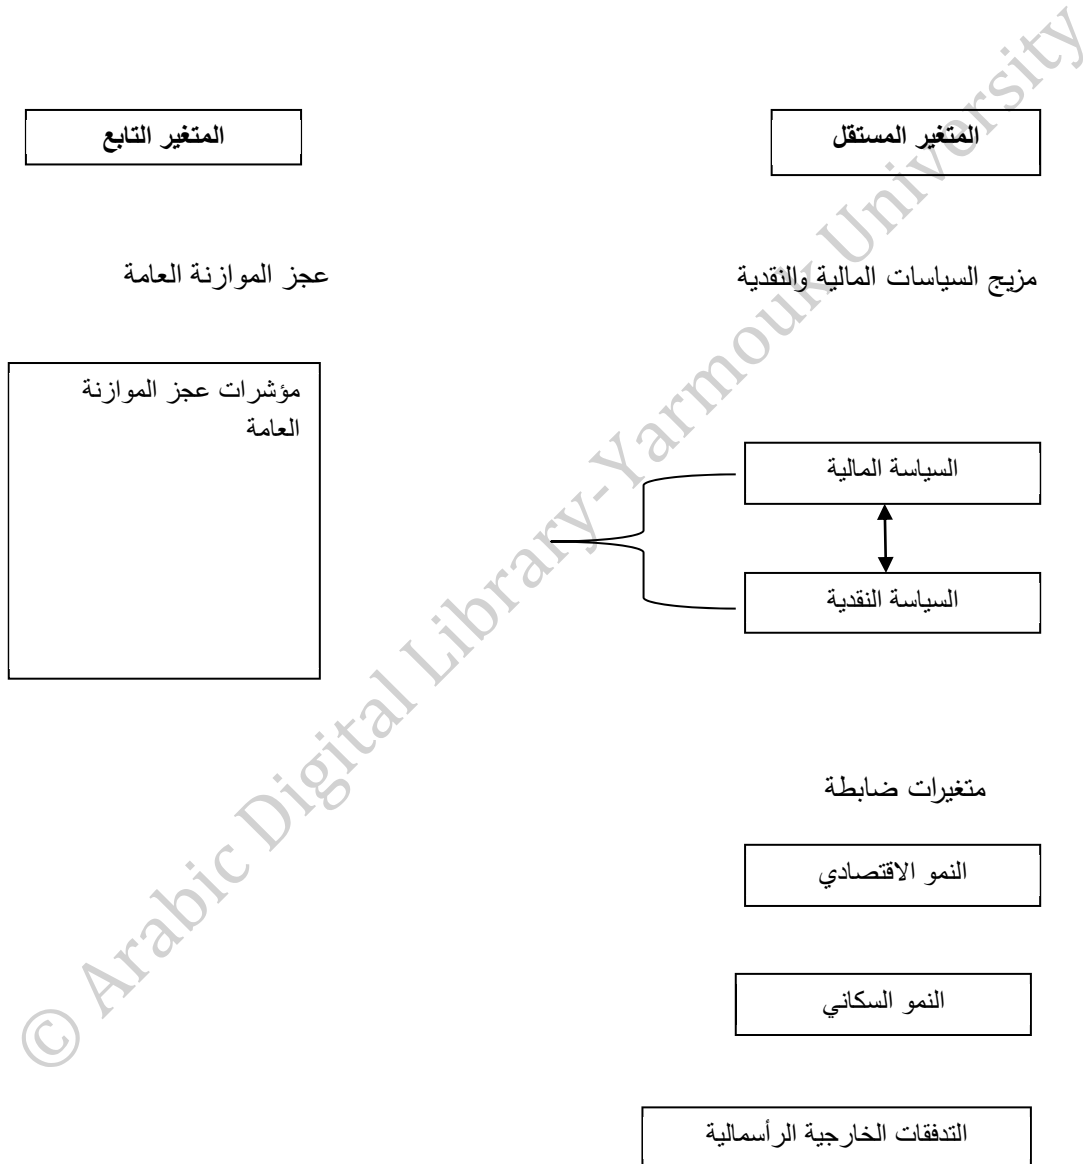 المتغير المستقل
المتغير التابع
مزيج السياسات المالية والنقدية
عجز الموازنة العامة
مؤشرات عجز الموازنة
العامة
السياسة المالية
السياسة النقدية
متغيرات ضابطة
النمو الاقتصادي
النمو السكاني
التدفقات الخارجية الرأسمالية
© Arabic Digital Library-Yarmouk University